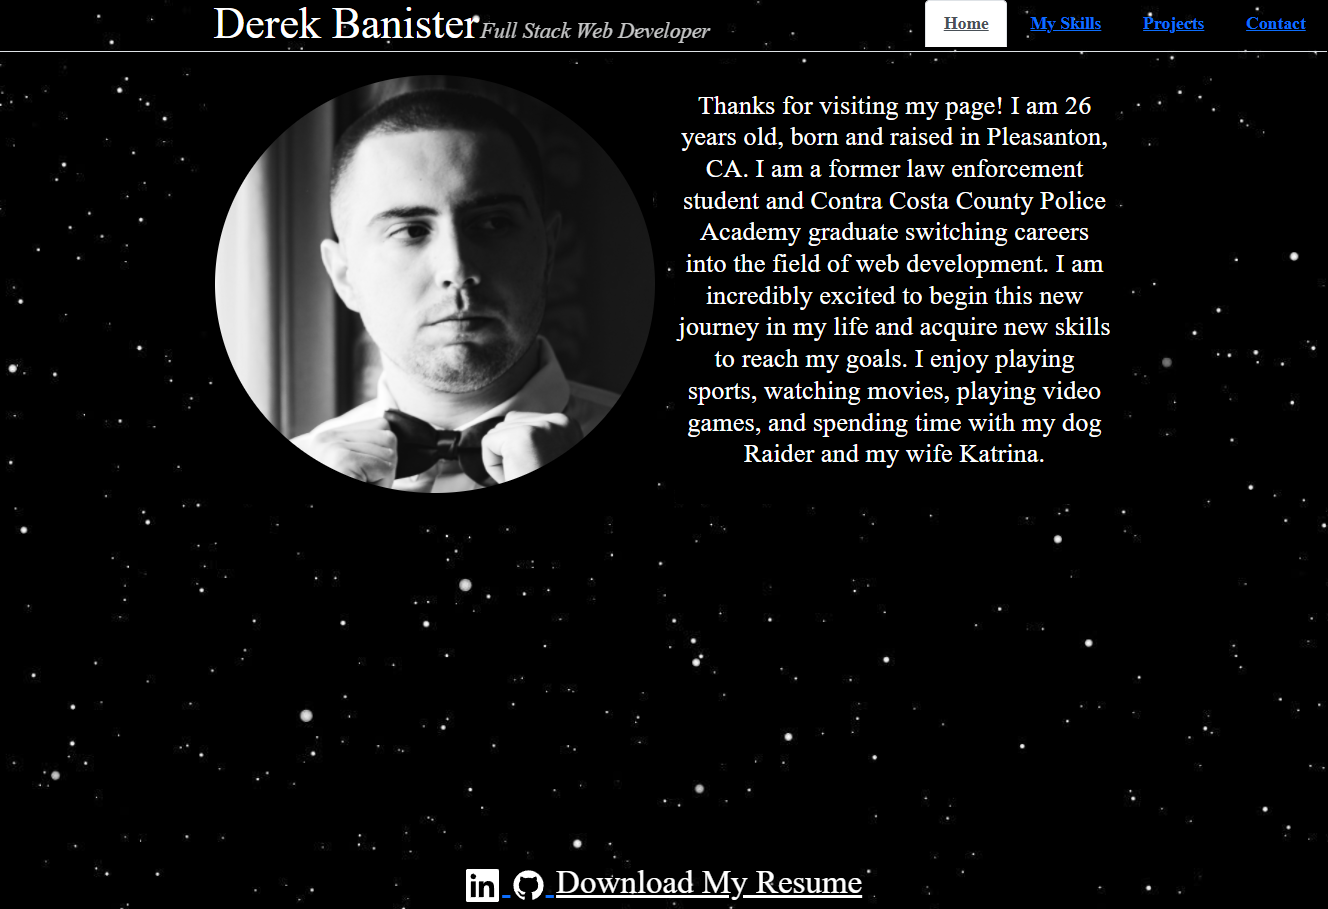 Derek Banister Full Stack Web Developer Home My Skills Projects Contact
Thanks for visiting my page! I am 26
years old, born and raised in Pleasanton,
CA. I am a former law enforcement
student and Contra Costa County Police
Academy graduate switching careers
into the field of web development. I am
incredibly excited to begin this new
journey in my life and acquire new skills
to reach my goals. I enjoy playing
sports, watching movies, playing video
games, and spending time with my dog
Raider and my wife Katrina.
in Download My Resume